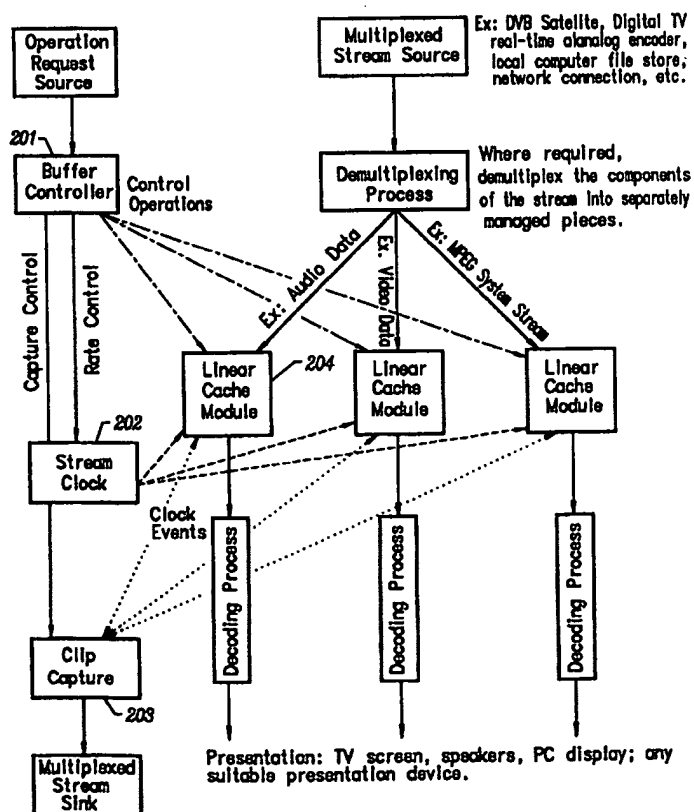 Operation
Request
Source
Multiplexed
Stream Source
Ex: DVB Satellite, Digital TV
real-time alanalog encoder,
local computer file store,
network connection, etc.
201
Buffer
Controller
Control
Operations
Demultiplexing
Process
Where required,
demultiplex the components
of the stream into separately
managed pieces.
Capture Control
Rate Control
Ex: Audio Data
Ex. Video Data
Ex: MPEG System Stream
Linear
Cache
Module
204
Linear
Cache
Module
Linear
Cache
Module
202
Stream
Clock
Clock
Events
Decoding Process
Decoding Process
Decoding Process
Clip
Capture
203
Multiplexed
Stream
Sink
Presentation: TV screen, speakers, PC display; any
suitable presentation device.